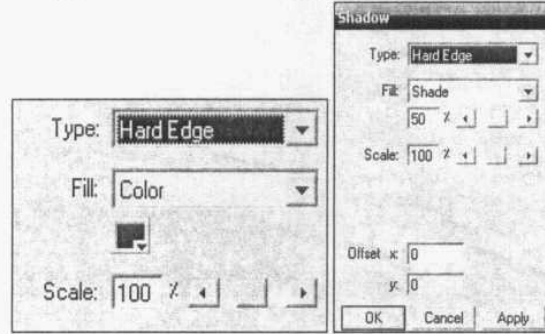 Type: Hard Edge
Fill: Color
Scale: 100 %
Shadow
Type: Hard Edge
Fill: Shade
50 %
Scale: 100 %
Offset x: 0
y: 0
OK Cancel Apply